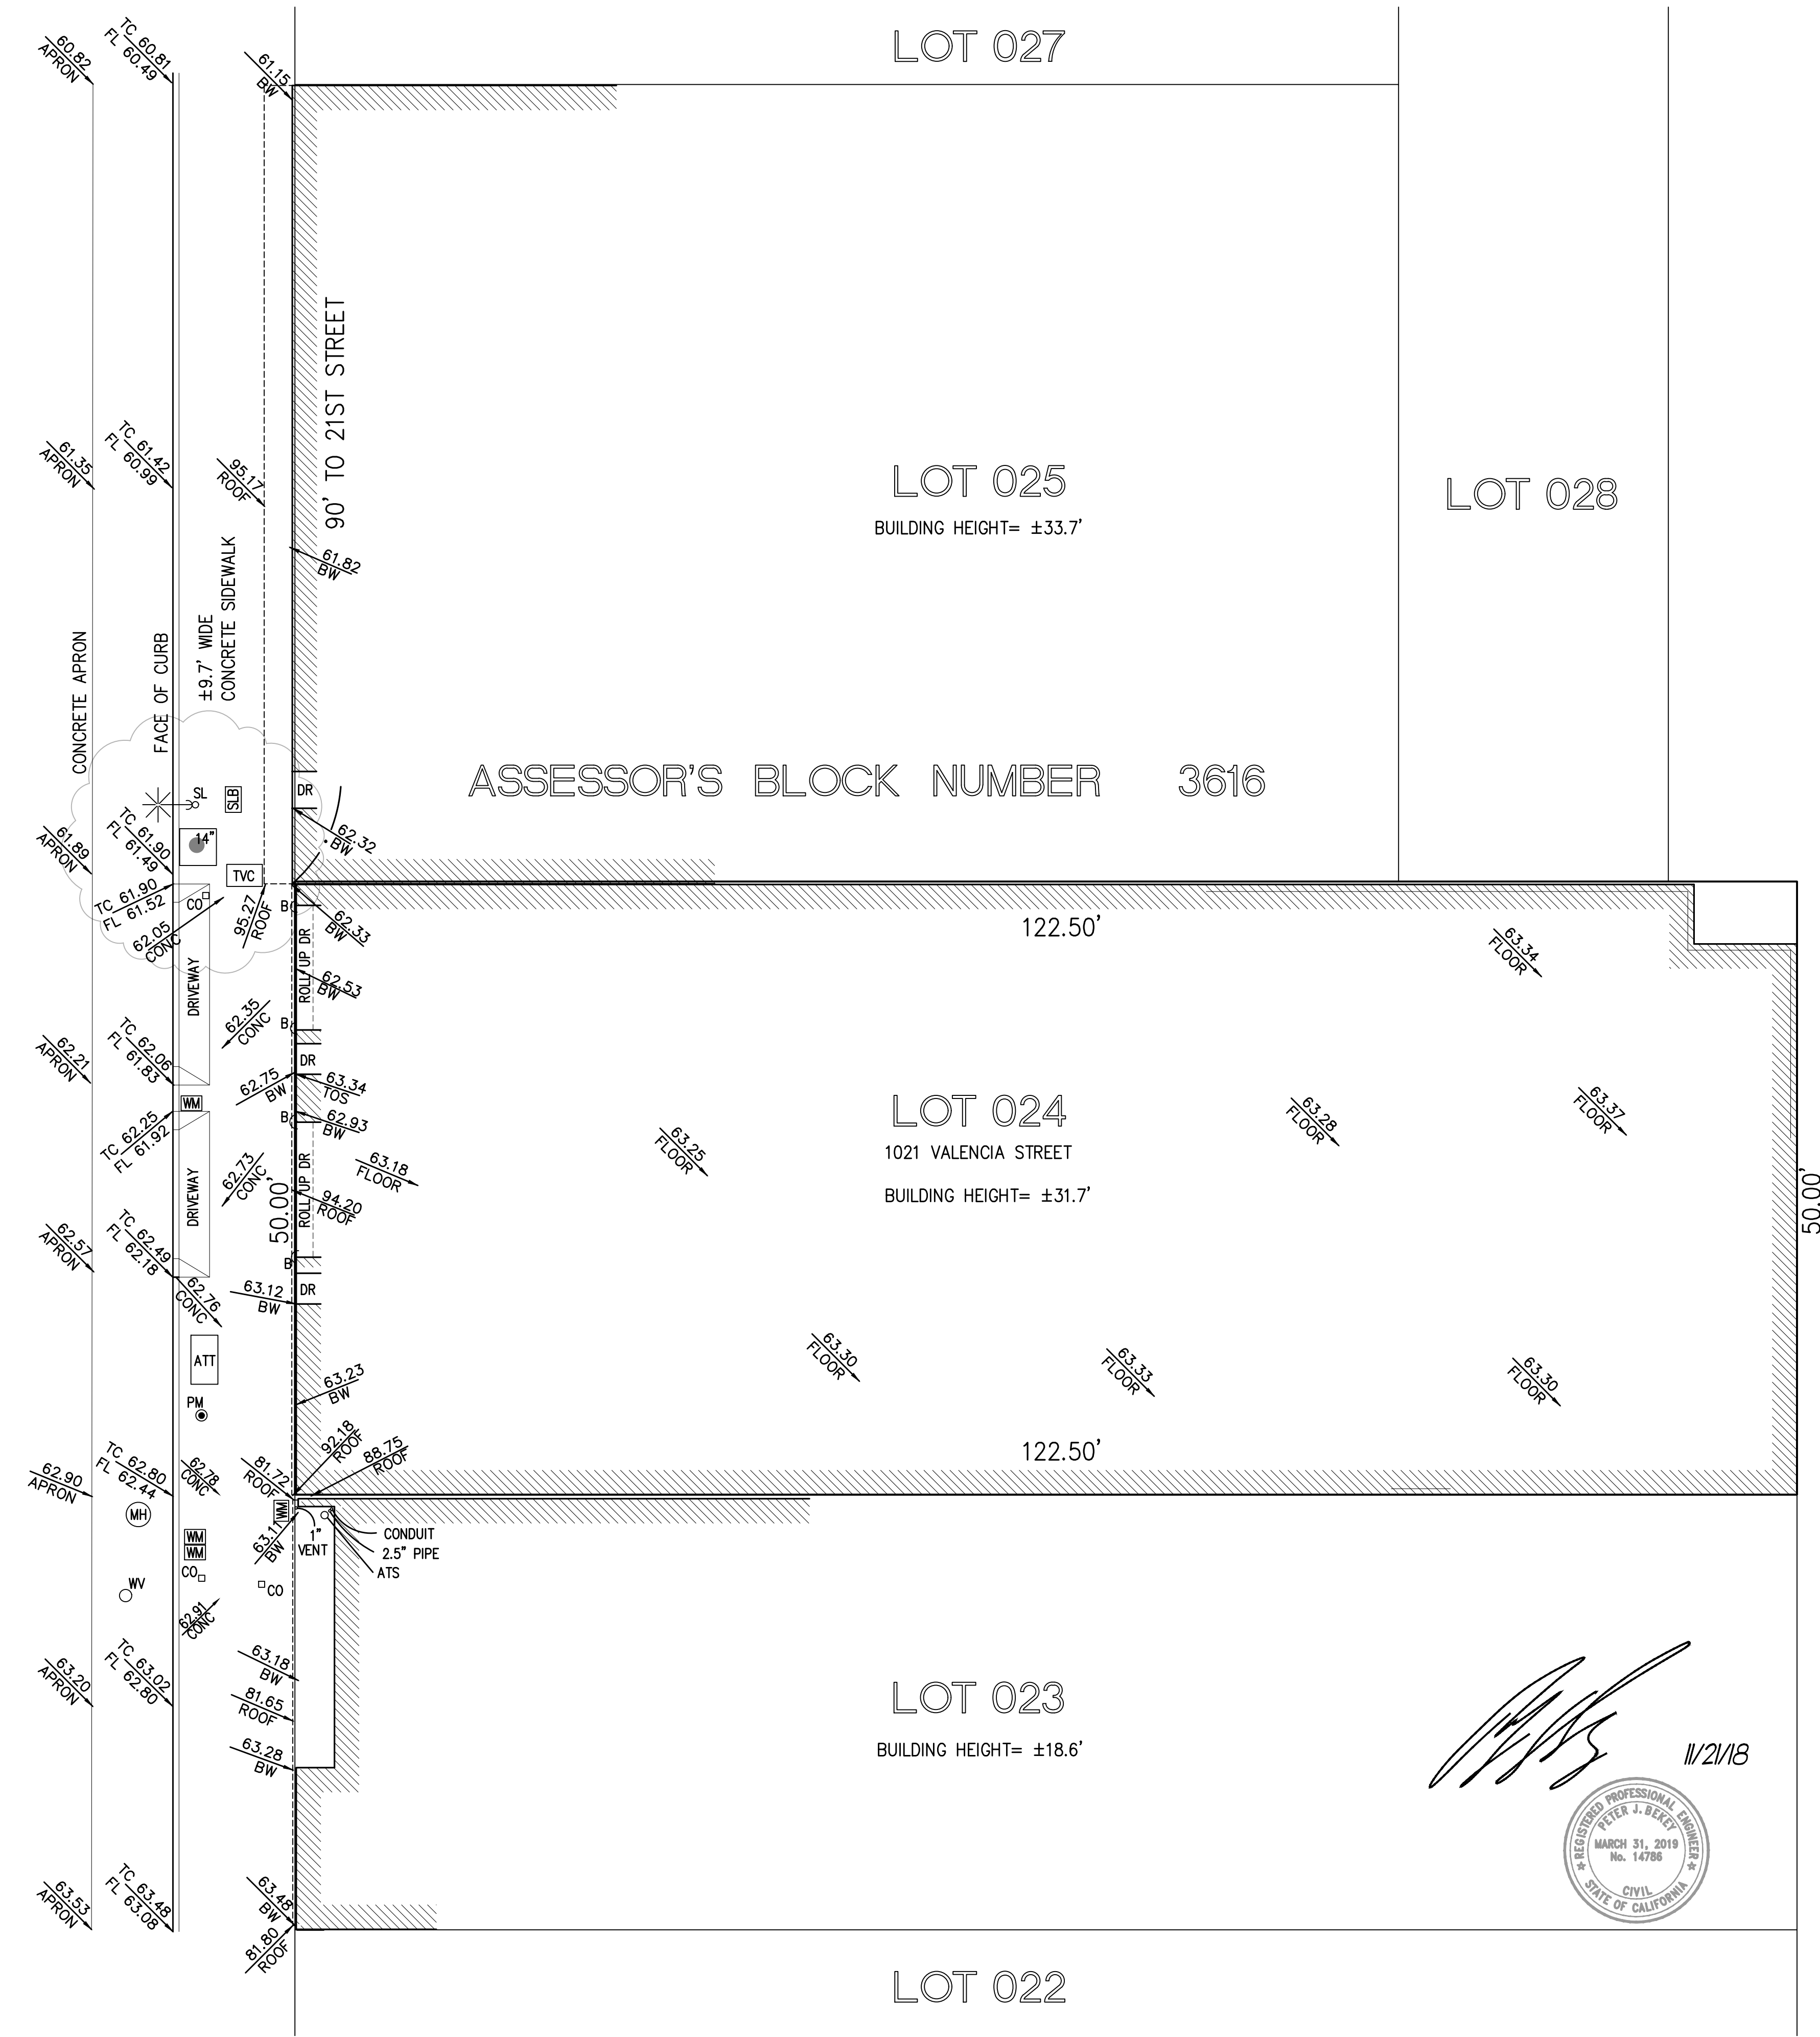 LOT 027
60.82
APRON
TC 60.81
FL 60.49
61.15
BW
90' TO 21ST STREET
61.35
APRON
TC 61.42
FL 60.99
95.17
ROOF
LOT 025
BUILDING HEIGHT= ±33.7'
LOT 028
61.82
BW
CONCRETE APRON
FACE OF CURB
±9.7' WIDE
CONCRETE SIDEWALK
ASSESSOR'S BLOCK NUMBER 3616
SL
SLB
DR
14"
62.32
BW
61.89
APRON
TC 61.90
FL 61.49
TVC
TC 61.90
FL 61.52
CO
62.05
CONC
95.27
ROOF
B
62.33
BW
122.50'
63.34
FLOOR
DRIVEWAY
ROLL UP DR
62.53
BW
62.35
CONC
B
62.21
APRON
TC 62.06
FL 61.83
DR
62.75
BW
63.34
TOS
WM
B
62.93
BW
TC 62.25
FL 61.92
LOT 024
1021 VALENCIA STREET
BUILDING HEIGHT= ±31.7'
63.25
FLOOR
63.28
FLOOR
63.37
FLOOR
62.73
CONC
63.18
FLOOR
DRIVEWAY
50.00'
ROLL UP DR
94.20
ROOF
50.00'
62.57
APRON
TC 62.49
FL 62.18
B
62.76
CONC
63.12
BW
DR
ATT
63.30
FLOOR
63.33
FLOOR
63.30
FLOOR
63.23
BW
PM
92.18
ROOF
88.75
ROOF
122.50'
62.90
APRON
TC 62.80
FL 62.44
62.78
CONC
81.72
ROOF
MH
WM
63.11
BW
1"
VENT
CONDUIT
2.5" PIPE
ATS
WM
WM
CO
CO
WV
62.91
CONC
63.18
BW
63.20
APRON
TC 63.02
FL 62.80
81.65
ROOF
LOT 023
BUILDING HEIGHT= ±18.6'
63.28
BW
11/21/18
REGISTERED PROFESSIONAL ENGINEER
PETER J. BEKEY
MARCH 31, 2019
No. 14786
CIVIL
STATE OF CALIFORNIA
63.53
APRON
TC 63.48
FL 63.08
63.48
BW
81.80
ROOF
LOT 022